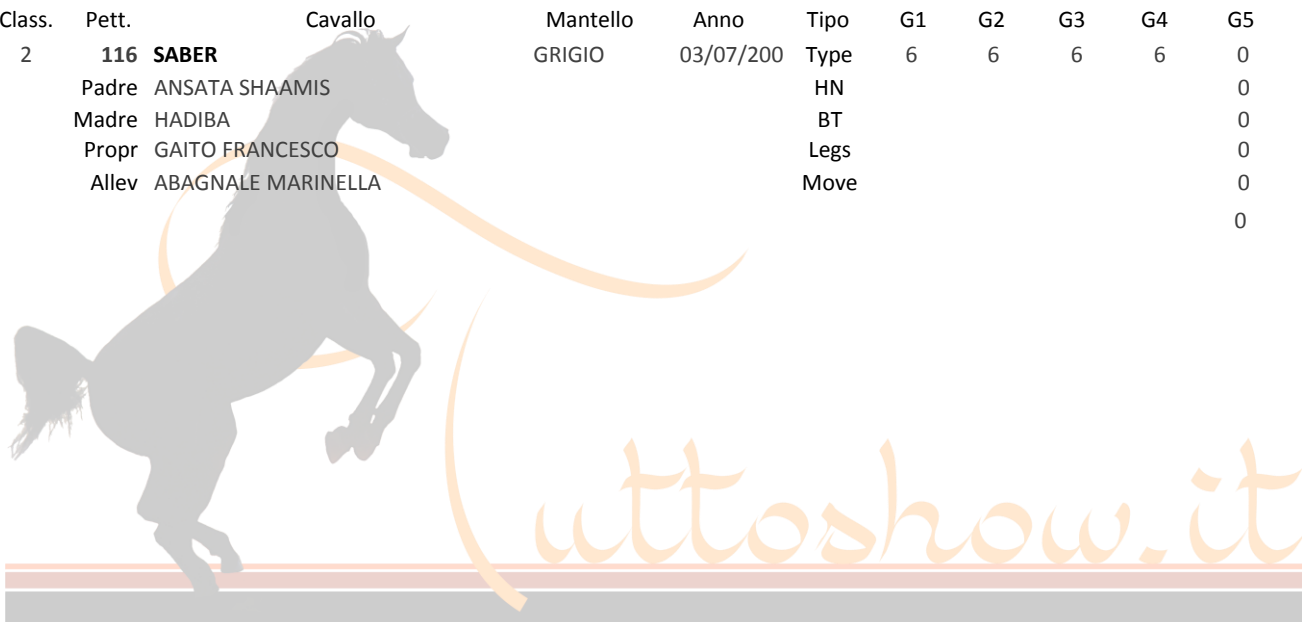 Class. Pett. Cavallo Mantello Anno Tipo G1 G2 G3 G4 G5
2 116 SABER GRIGIO 03/07/200 Type 6 6 6 6 0
Padre ANSATA SHAAMIS HN 0
Madre HADIBA BT 0
Propr GAITO FRANCESCO Legs 0
Allev ABAGNALE MARINELLA Move 0
0
Tuttoshow.it